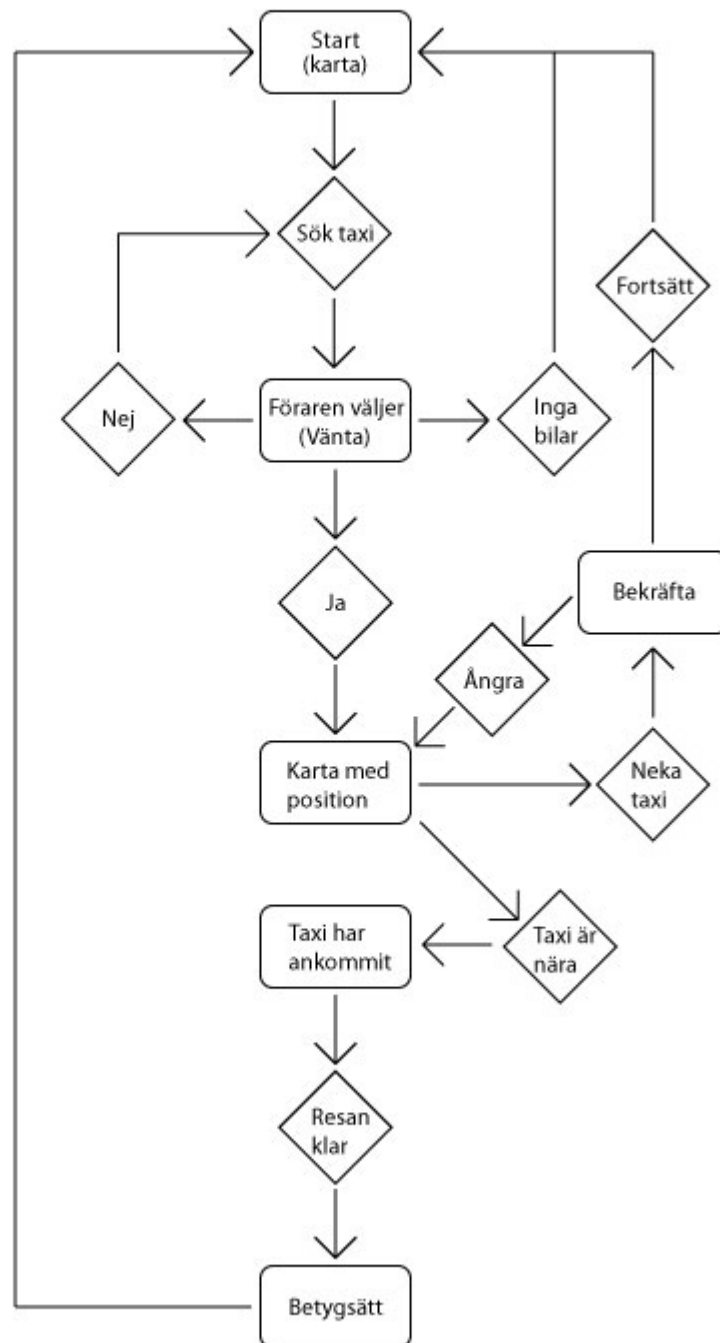 Start
(karta)
Sök taxi
Fortsätt
Nej
Föraren väljer
(Vänta)
Inga
bilar
Ja
Bekräfta
Ångra
Karta med
position
Neka
taxi
Taxi har
ankommit
Taxi är
nära
Resan
klar
Betygsätt